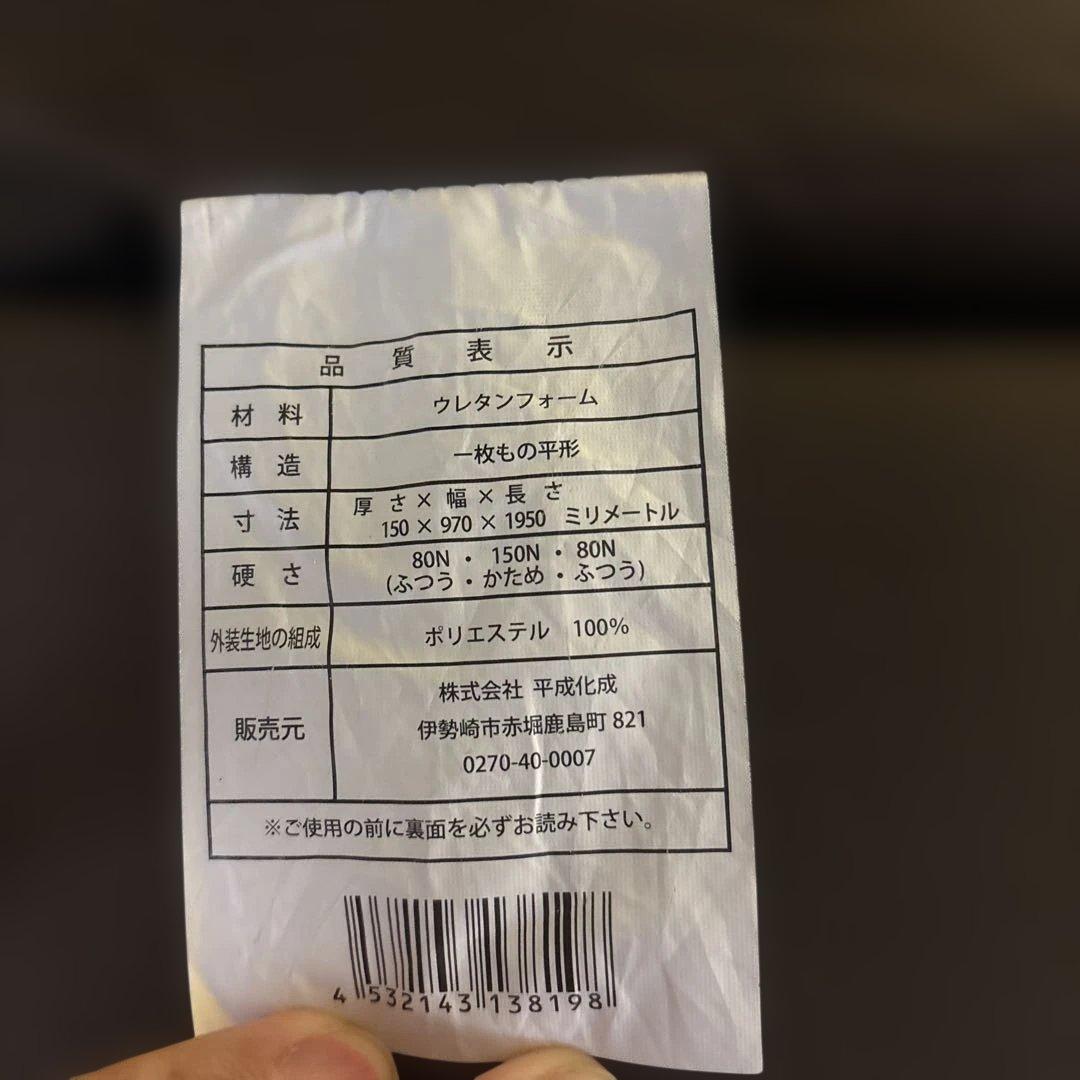 品質表示
材料 ウレタンフォーム
構造 一枚もの平形
寸法 厚さ×幅×長さ
150×970×1950 ミリメートル
硬さ 80N・150N・80N
(ふつう・かため・ふつう)
外装生地の組成 ポリエステル 100%
株式会社 平成化成
販売元 伊勢崎市赤堀鹿島町 821
0270-40-0007
※ご使用の前に裏面を必ずお読み下さい。
4 532143 138198